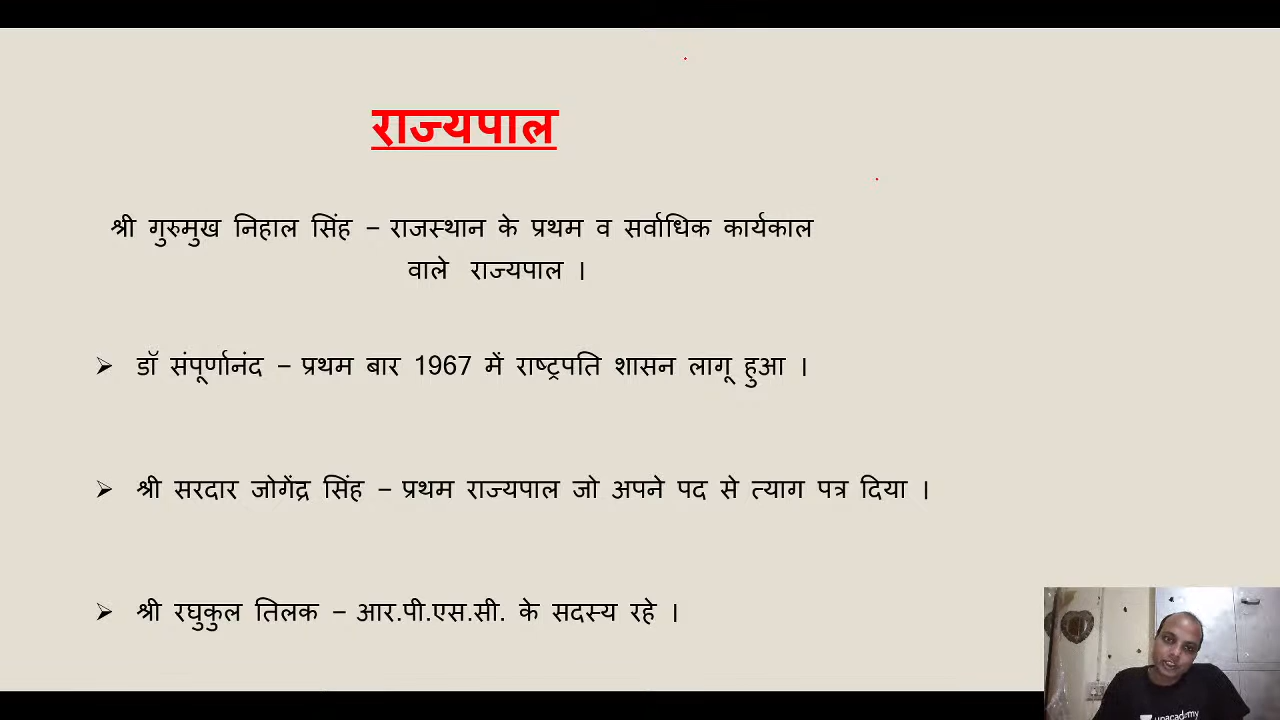 राज्यपाल
श्री गुरुमुख निहाल सिंह – राजस्थान के प्रथम व सर्वाधिक कार्यकाल
वाले राज्यपाल ।
➢ डॉ संपूर्णानंद – प्रथम बार 1967 में राष्ट्रपति शासन लागू हुआ ।
➢ श्री सरदार जोगेंद्र सिंह – प्रथम राज्यपाल जो अपने पद से त्याग पत्र दिया ।
➢ श्री रघुकुल तिलक – आर.पी.एस.सी. के सदस्य रहे ।
unacademy